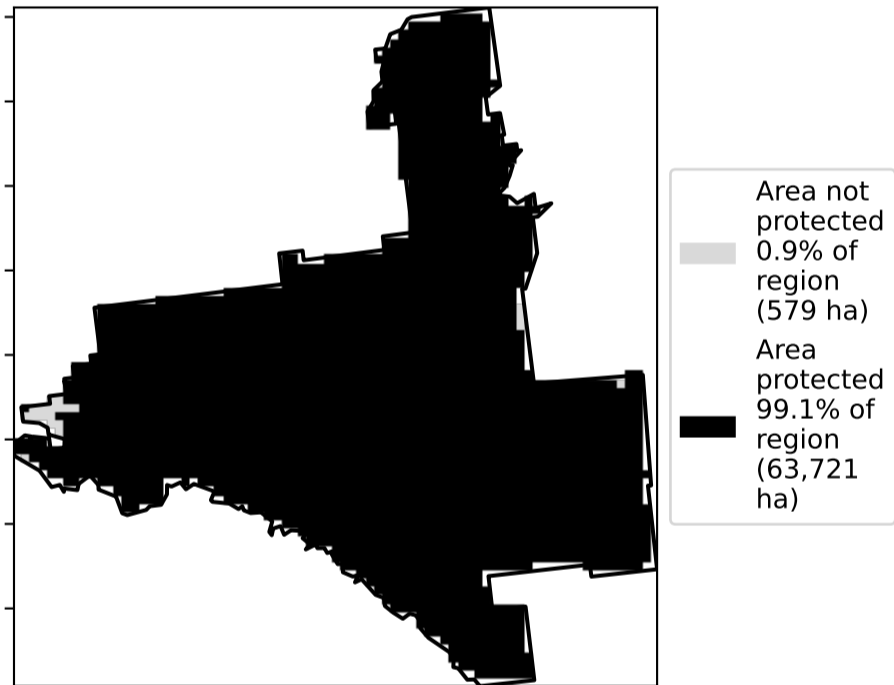 Area not
protected
0.9% of
region
(579 ha)
Area
protected
99.1% of
region
(63,721
ha)